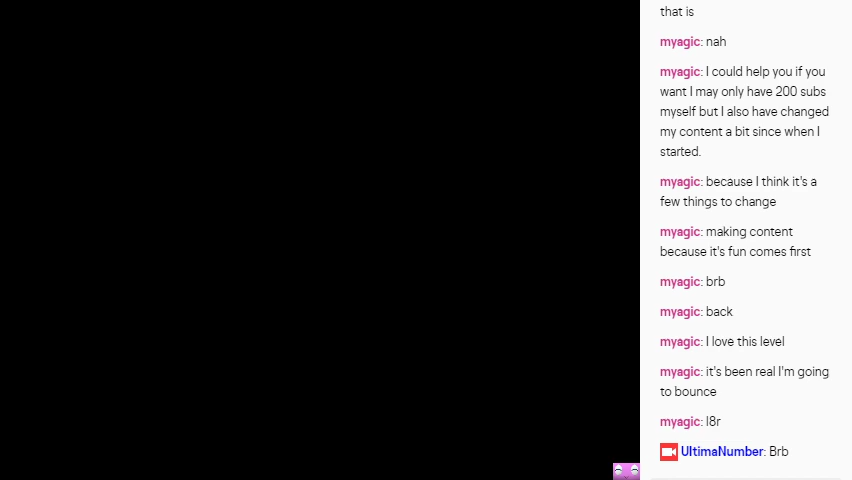 that is
myagic: nah
myagic: I could help you if you
want I may only have 200 subs
myself but I also have changed
my content a bit since when I
started.
myagic: because I think it's a
few things to change
myagic: making content
because it's fun comes first
myagic: brb
myagic: back
myagic: I love this level
myagic: it's been real I'm going
to bounce
myagic: l8r
UltimaNumber: Brb